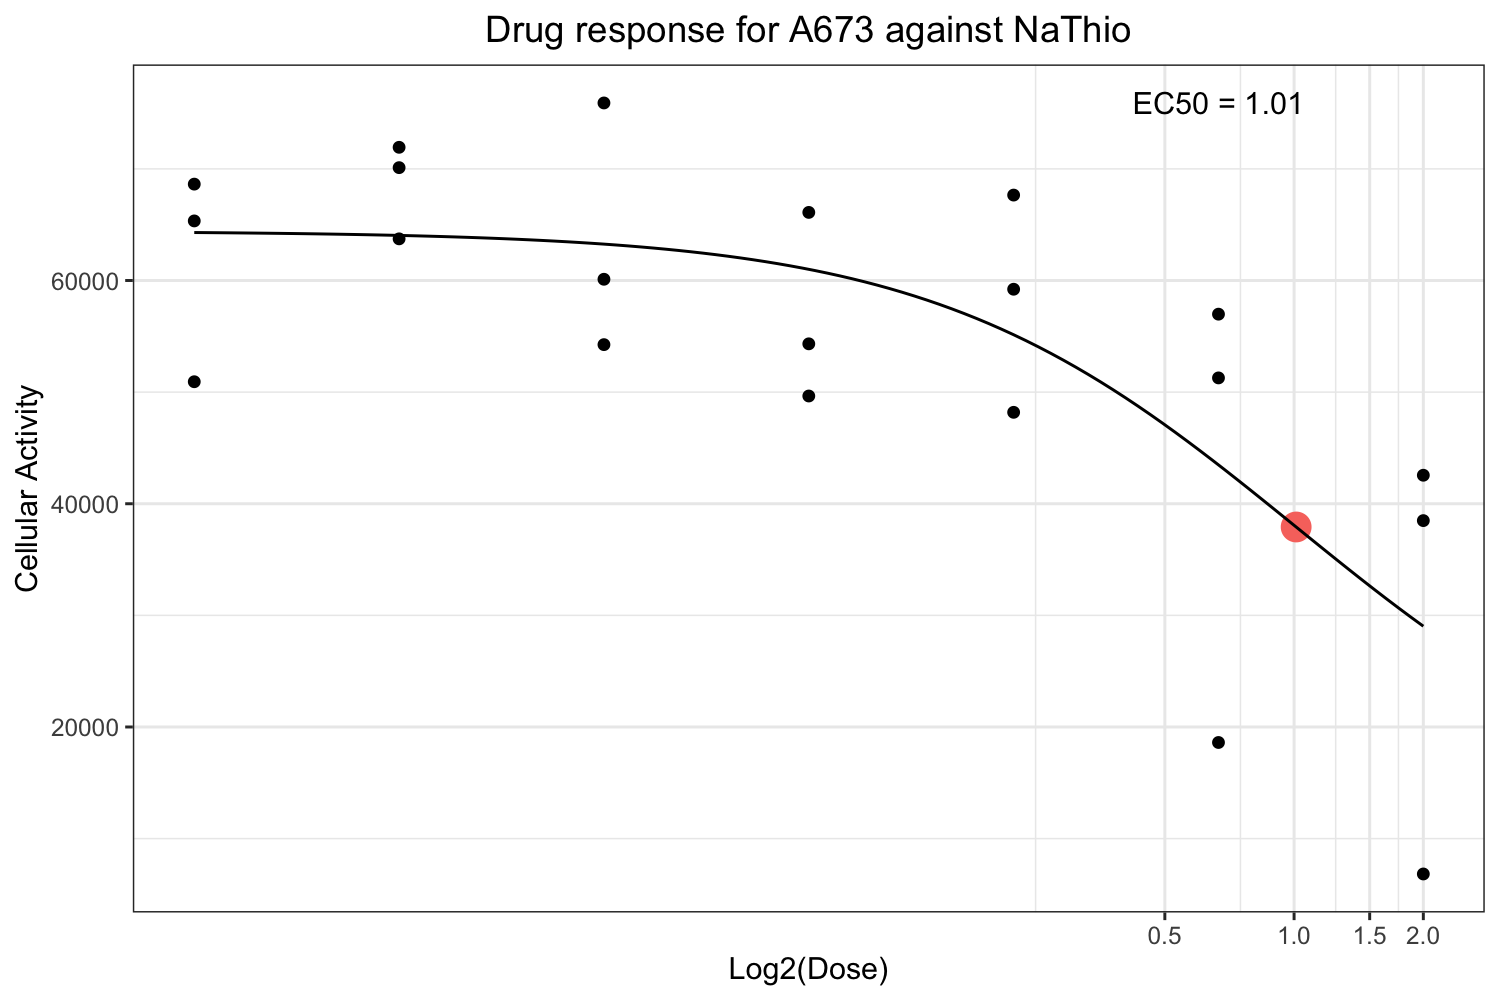 Drug response for A673 against NaThio
EC50 = 1.01
Cellular Activity
60000
40000
20000
0.5 1.0 1.5 2.0
Log2(Dose)